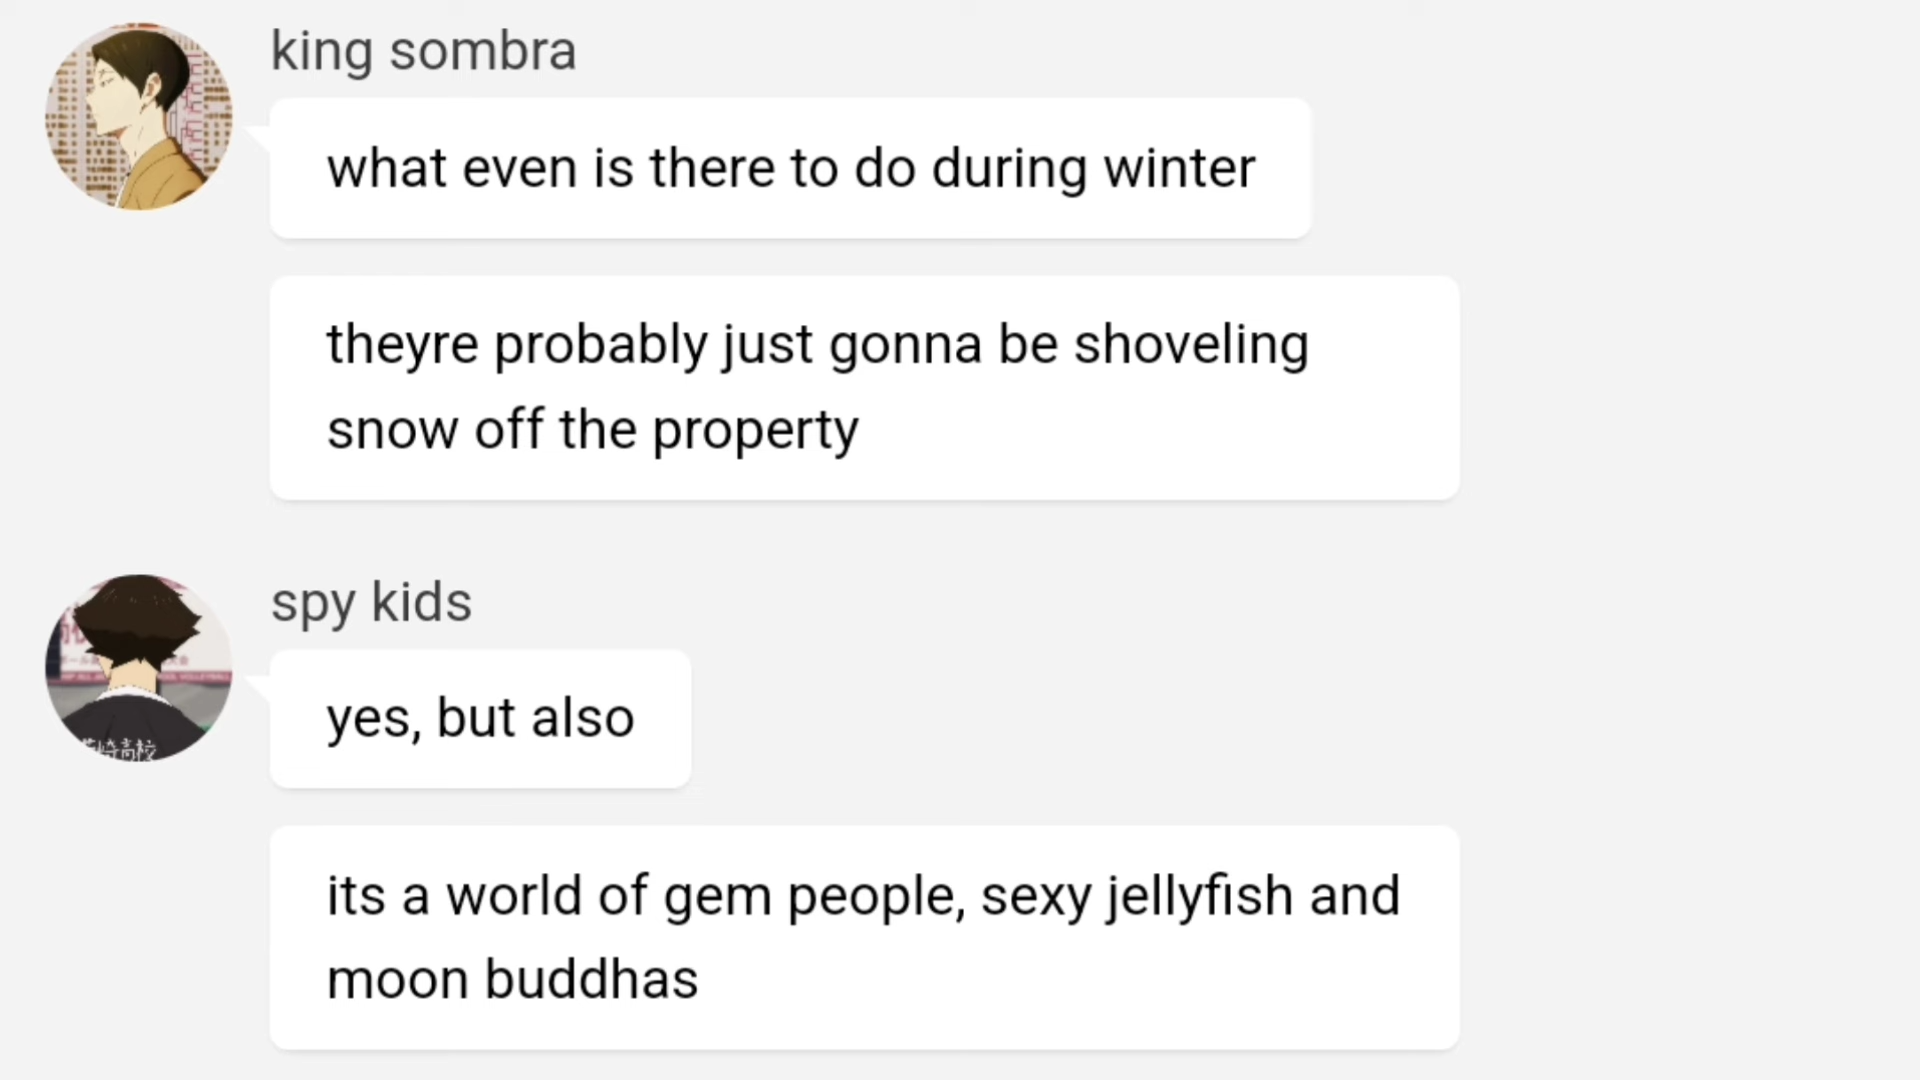 king sombra
what even is there to do during winter
theyre probably just gonna be shoveling
snow off the property
spy kids
yes, but also
its a world of gem people, sexy jellyfish and
moon buddhas